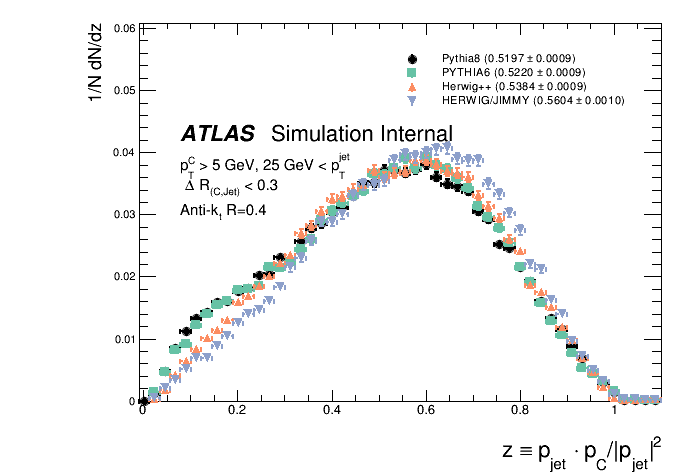 1/N dN/dz
0.06
0.05
0.04
0.03
0.02
0.01
0
Pythia8 (0.5197 ± 0.0009)
PYTHIA6 (0.5220 ± 0.0009)
Herwig++ (0.5384 ± 0.0009)
HERWIG/JIMMY (0.5604 ± 0.0010)
ATLAS Simulation Internal
p_T^C > 5 GeV, 25 GeV < p_T^jet
Δ R_(C,Jet) < 0.3
Anti-k_t R=0.4
0 0.2 0.4 0.6 0.8 1
z ≡ p_jet · p_C/|p_jet|²